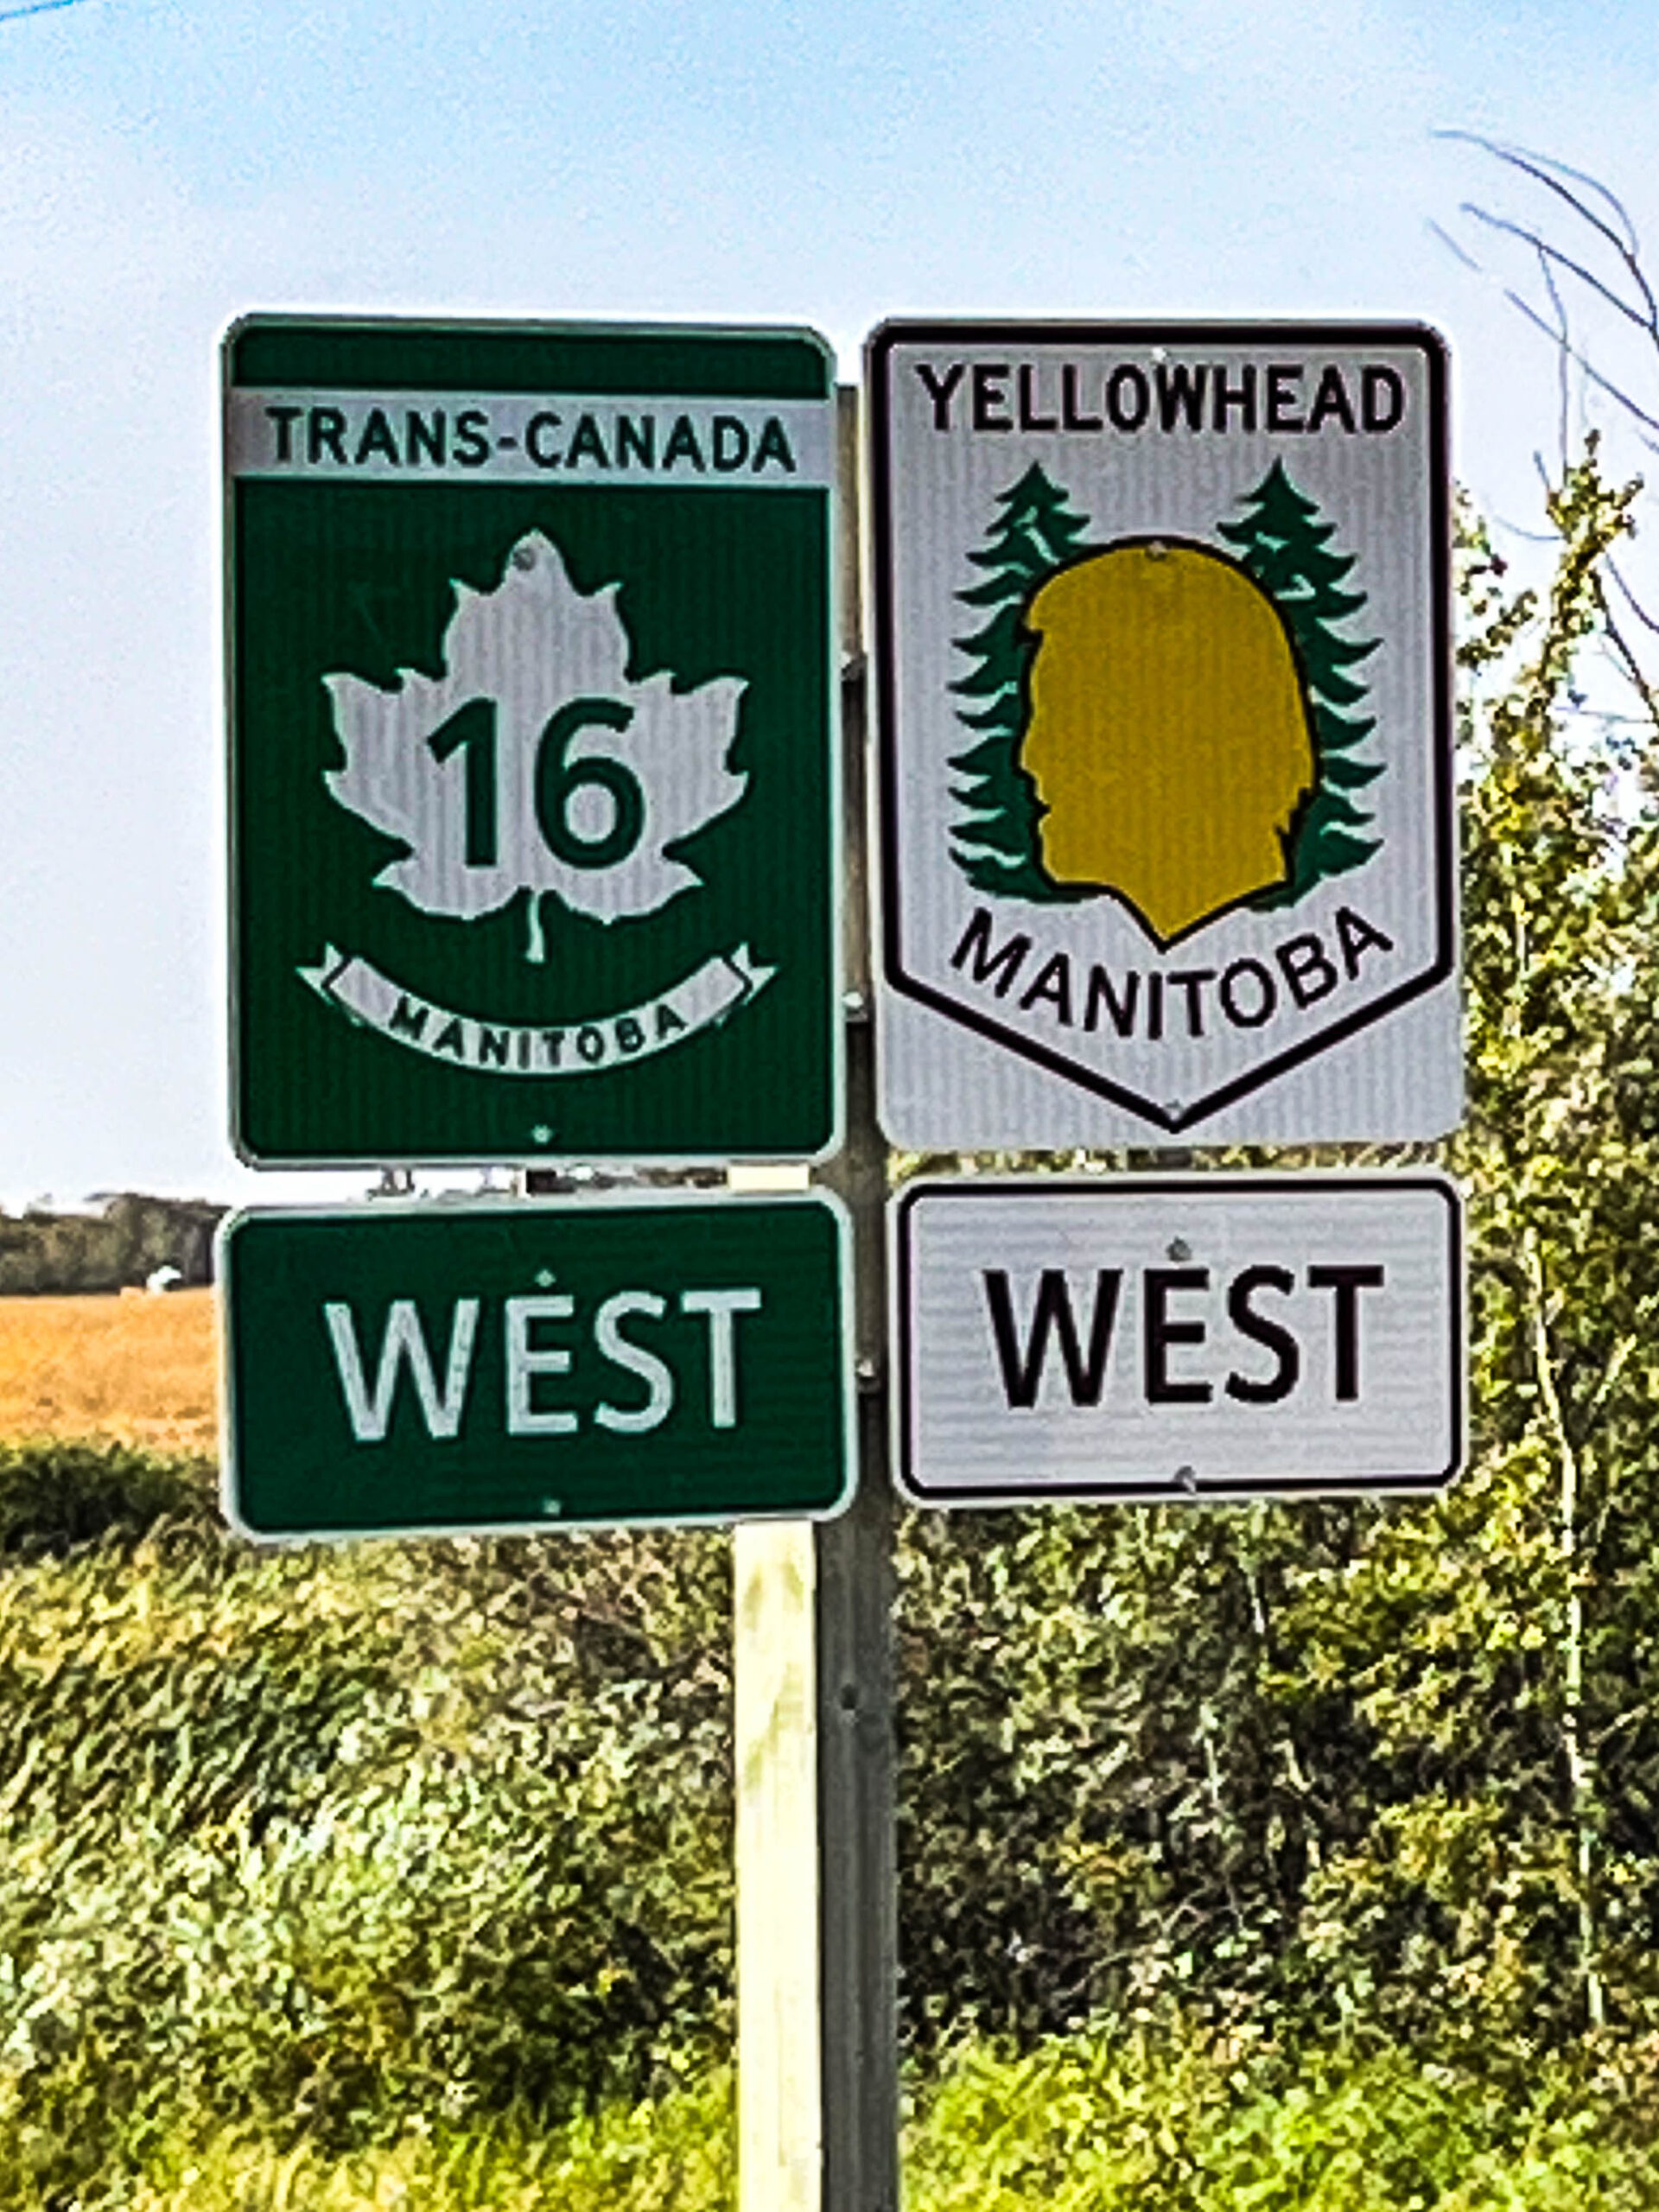 TRANS-CANADA
16
MANITOBA
WEST
YELLOWHEAD
MANITOBA
WEST